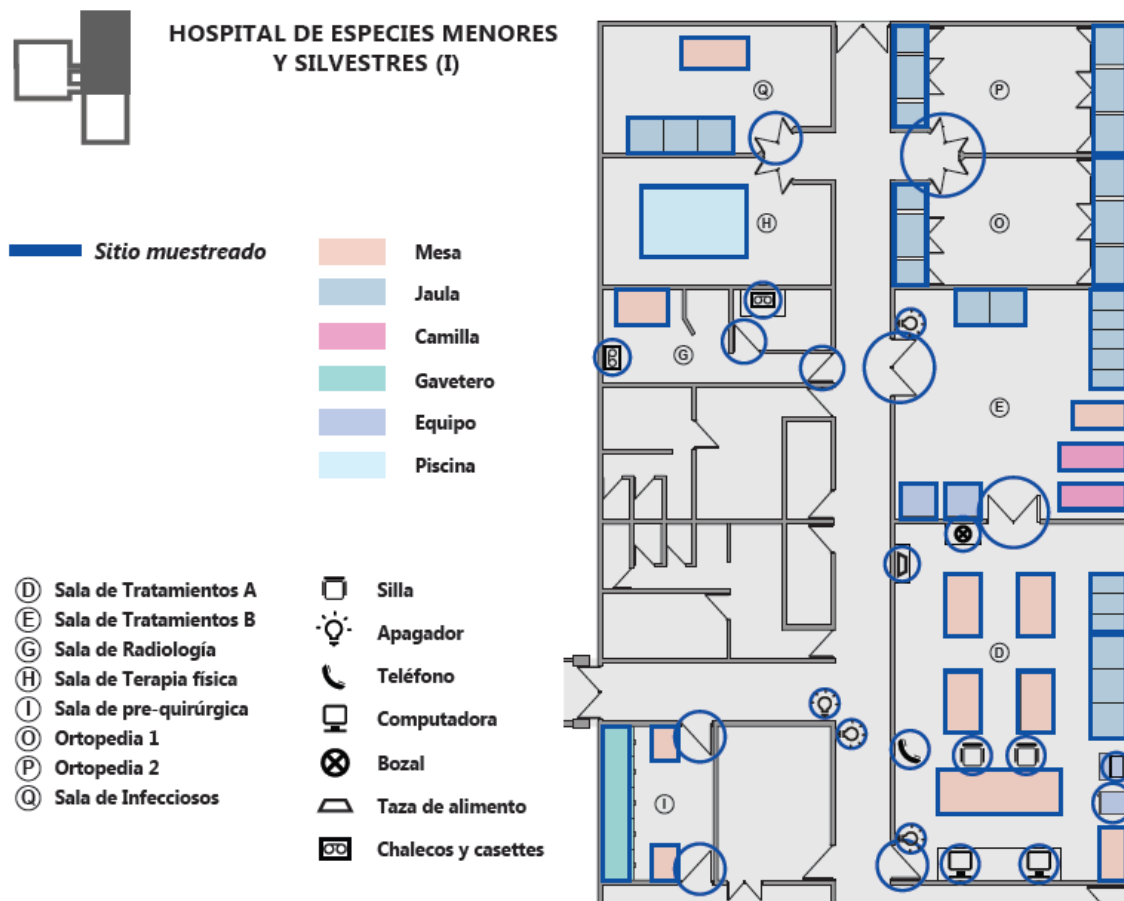 HOSPITAL DE ESPECIES MENORES
Y SILVESTRES (I)
Sitio muestreado
Mesa
Jaula
Camilla
Gavetero
Equipo
Piscina
D Sala de Tratamientos A
E Sala de Tratamientos B
G Sala de Radiología
H Sala de Terapia física
I Sala de pre-quirúrgica
O Ortopedia 1
P Ortopedia 2
Q Sala de Infecciosos
Silla
Apagador
Teléfono
Computadora
Bozal
Taza de alimento
Chalecos y casettes
Q
P
H
O
G
E
D
I